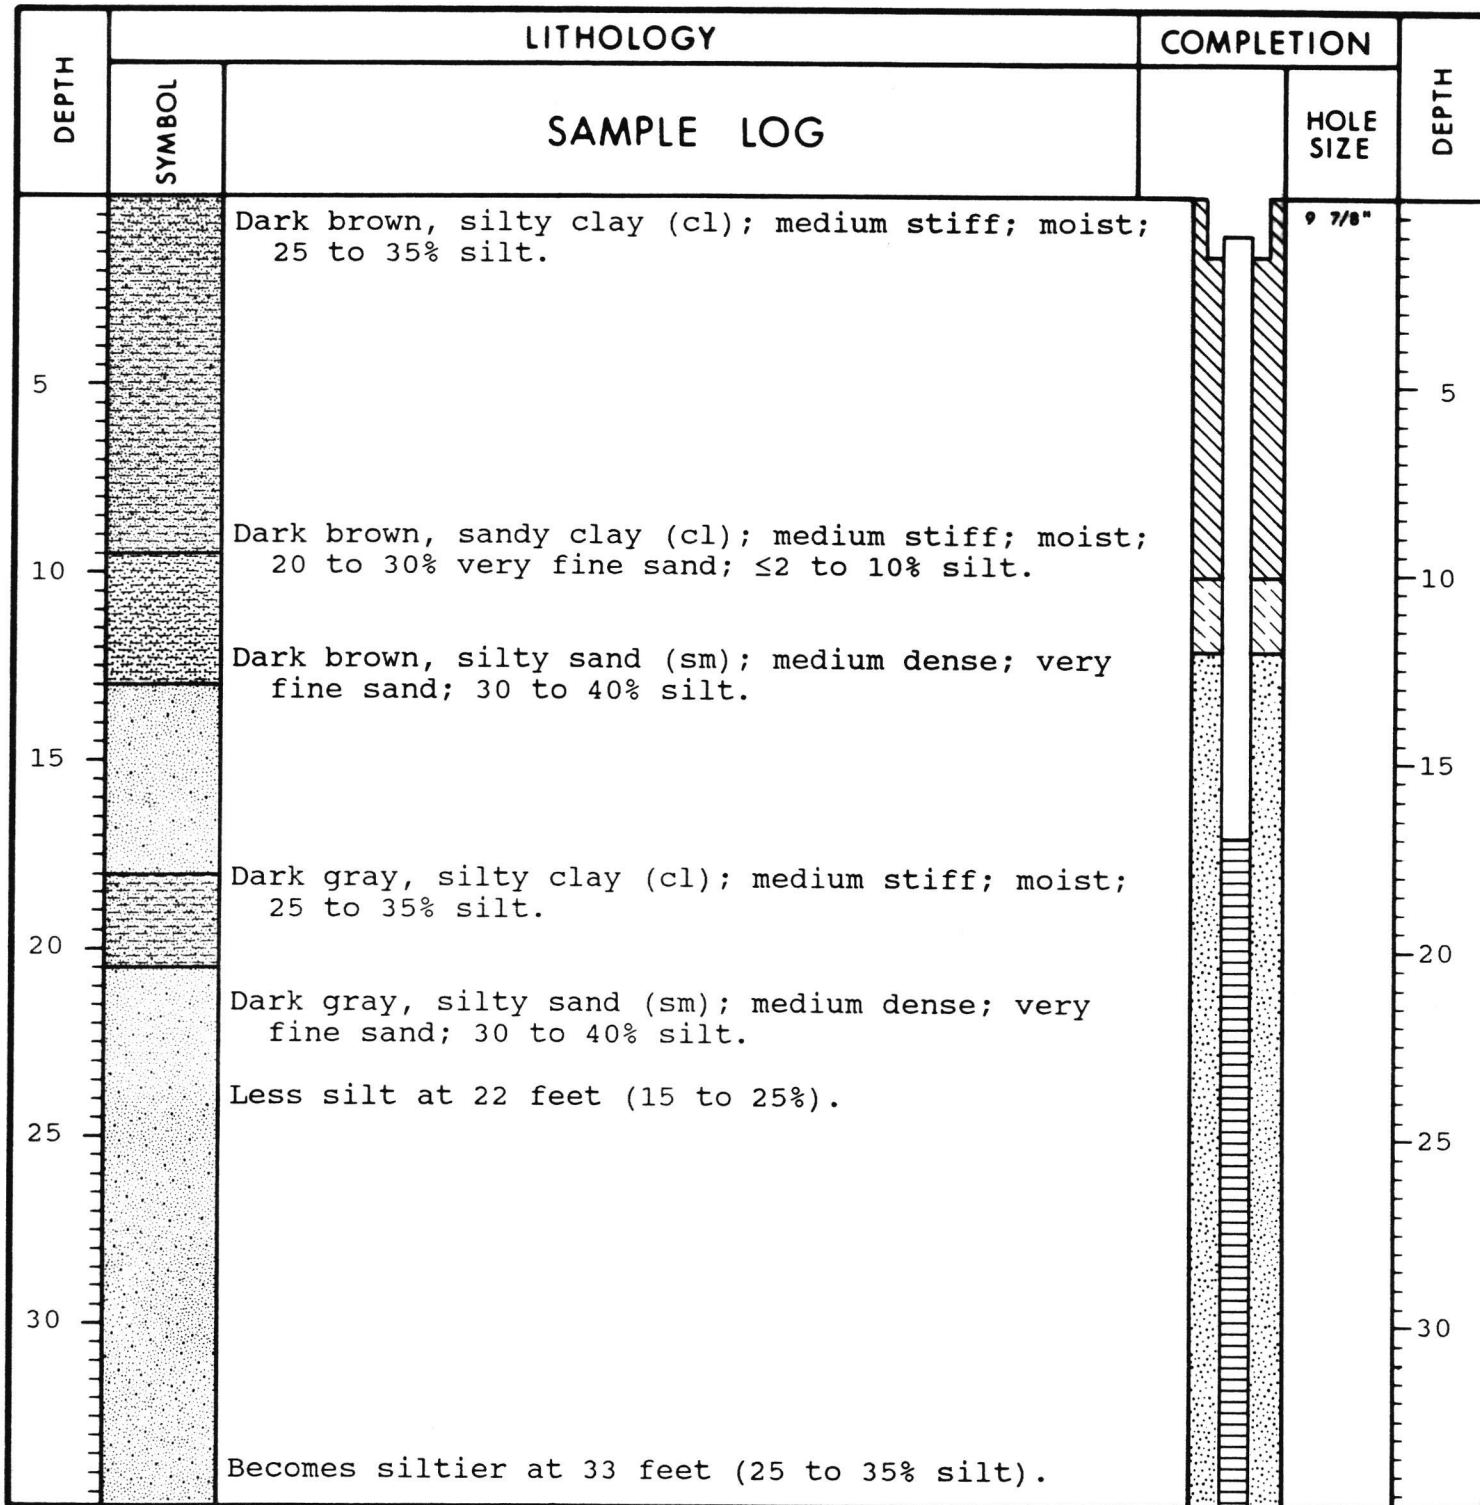 LITHOLOGY
COMPLETION
DEPTH
SYMBOL
SAMPLE LOG
HOLE
SIZE
DEPTH
Dark brown, silty clay (cl); medium stiff; moist;
25 to 35% silt.
9 7/8"
5
5
Dark brown, sandy clay (cl); medium stiff; moist;
20 to 30% very fine sand; ≤2 to 10% silt.
10
10
Dark brown, silty sand (sm); medium dense; very
fine sand; 30 to 40% silt.
15
15
Dark gray, silty clay (cl); medium stiff; moist;
25 to 35% silt.
20
20
Dark gray, silty sand (sm); medium dense; very
fine sand; 30 to 40% silt.
Less silt at 22 feet (15 to 25%).
25
25
30
30
Becomes siltier at 33 feet (25 to 35% silt).